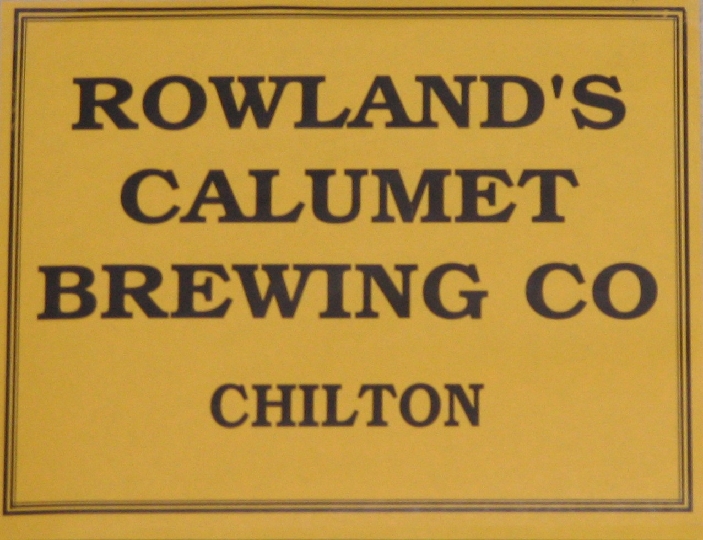 ROWLAND'S
CALUMET
BREWING CO
CHILTON